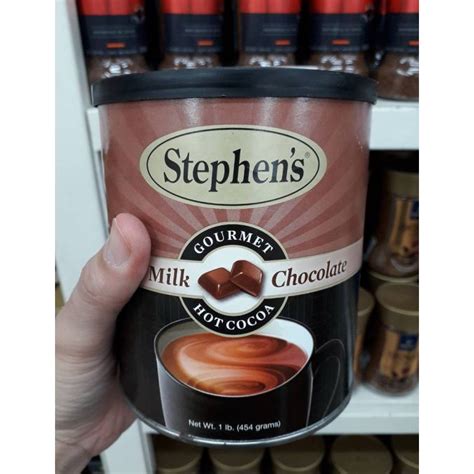 Stephen's®
GOURMET
Milk Chocolate
HOT COCOA
Net Wt. 1 lb. (454 grams)